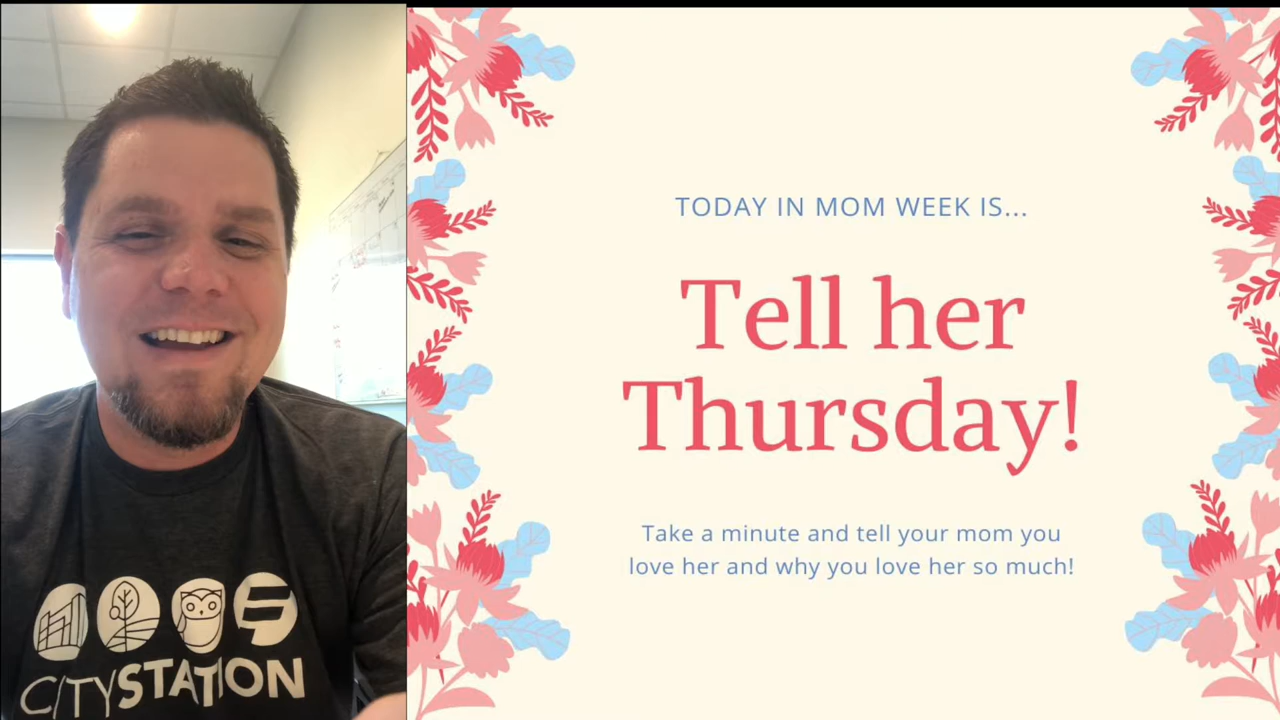 CITYSTATION
TODAY IN MOM WEEK IS...
Tell her
Thursday!
Take a minute and tell your mom you
love her and why you love her so much!